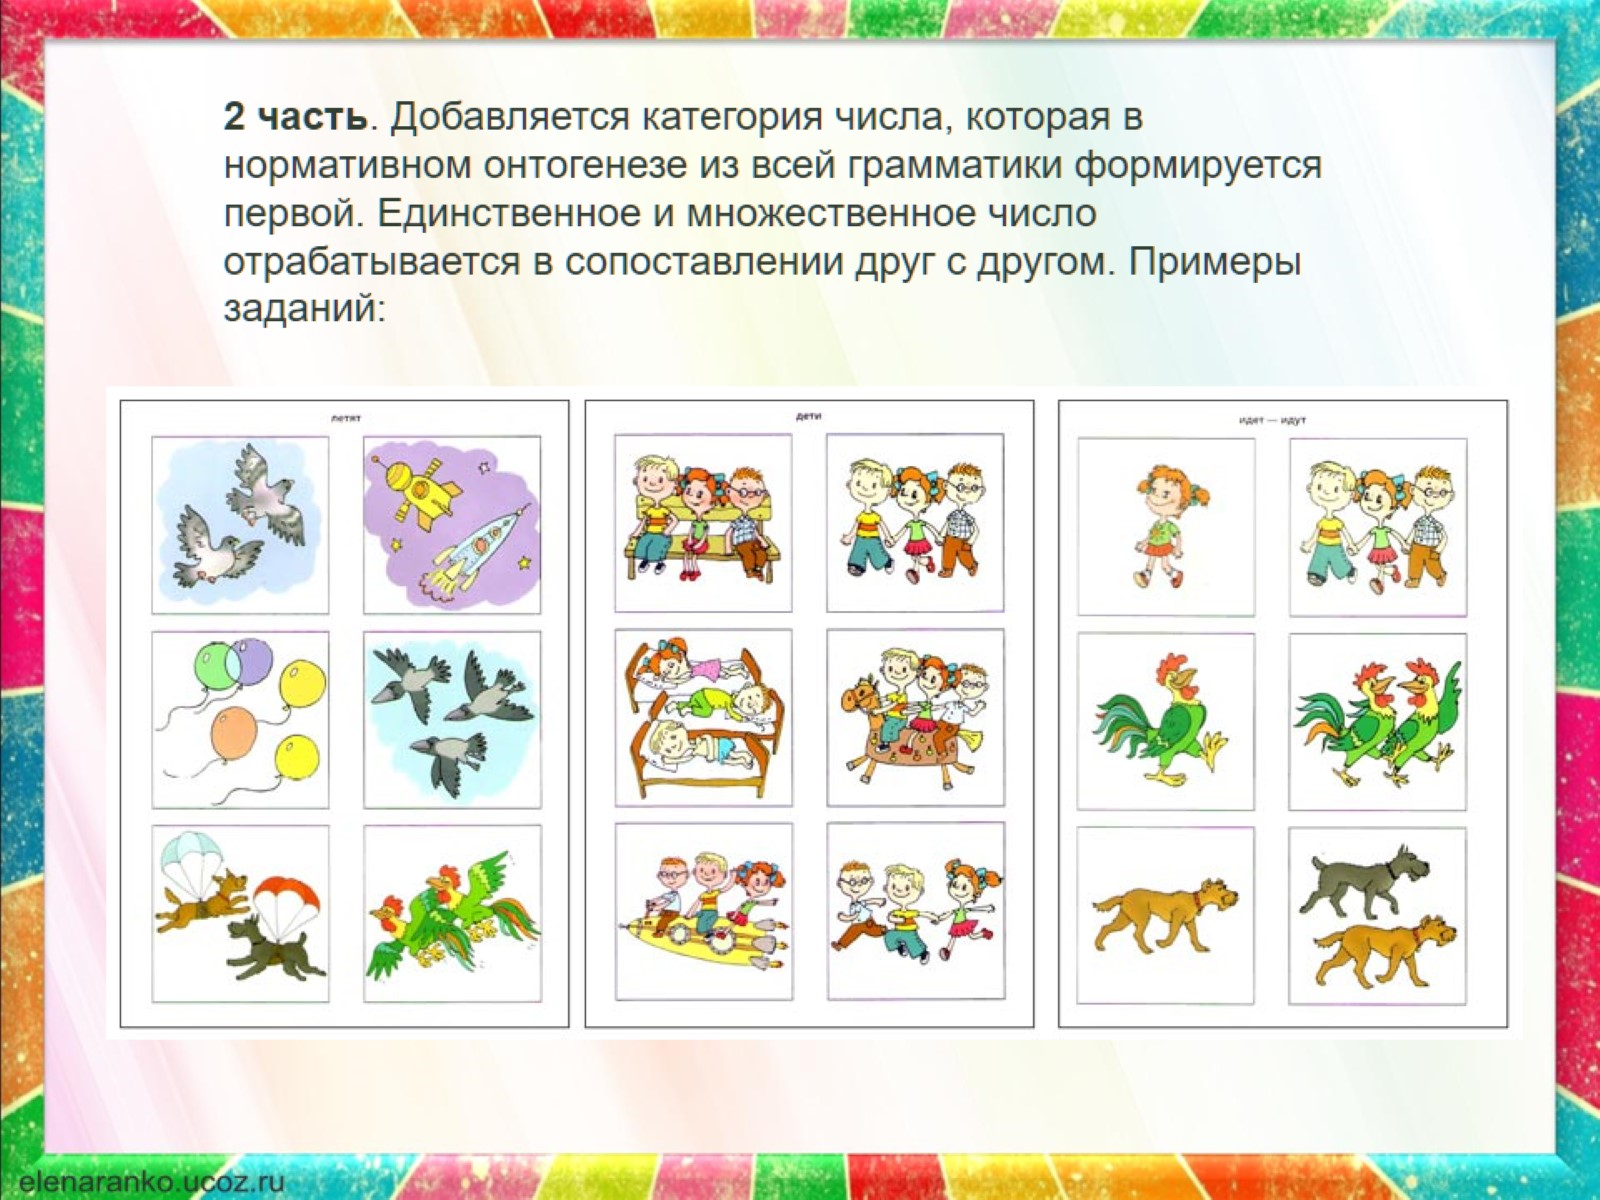 2 часть. Добавляется категория числа, которая в
нормативном онтогенезе из всей грамматики формируется
первой. Единственное и множественное число
отрабатывается в сопоставлении друг с другом. Примеры
заданий:
летят
дети
идет — идут
elenaranko.ucoz.ru